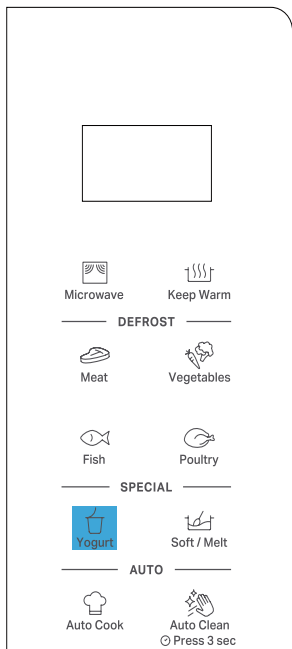 Microwave Keep Warm
DEFROST
Meat Vegetables
Fish Poultry
SPECIAL
Yogurt Soft / Melt
AUTO
Auto Cook Auto Clean
Press 3 sec